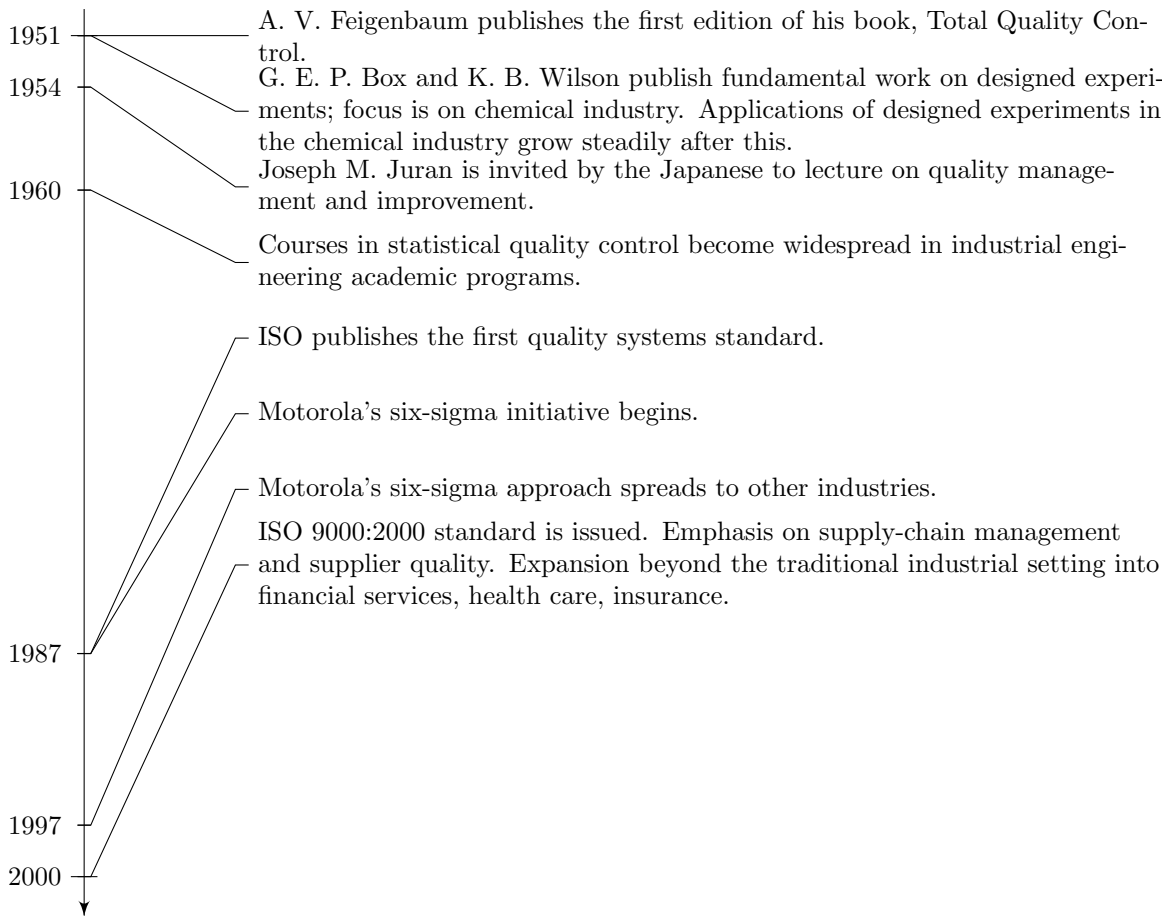 1951
A. V. Feigenbaum publishes the first edition of his book, Total Quality Con-
trol.
G. E. P. Box and K. B. Wilson publish fundamental work on designed experi-
ments; focus is on chemical industry. Applications of designed experiments in
the chemical industry grow steadily after this.
1954
Joseph M. Juran is invited by the Japanese to lecture on quality manage-
ment and improvement.
1960
Courses in statistical quality control become widespread in industrial engi-
neering academic programs.
ISO publishes the first quality systems standard.
Motorola's six-sigma initiative begins.
Motorola's six-sigma approach spreads to other industries.
ISO 9000:2000 standard is issued. Emphasis on supply-chain management
and supplier quality. Expansion beyond the traditional industrial setting into
financial services, health care, insurance.
1987
1997
2000